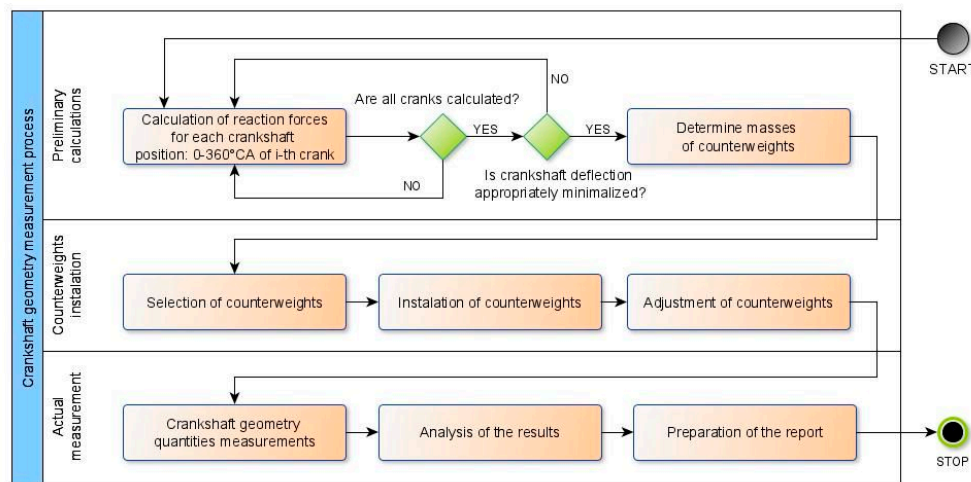 START
Crankshaft geometry measurement process
Preliminary
calculations
Calculation of reaction forces
for each crankshaft
position: 0-360°CA of i-th crank
Are all cranks calculated?
YES
NO
NO
YES
Is crankshaft deflection
appropriately minimalized?
Determine masses
of counterweights
Counterweights
instalation
Selection of counterweights
Instalation of counterweights
Adjustment of counterweights
Actual
measurement
Crankshaft geometry
quantities measurements
Analysis of the results
Preparation of the report
STOP